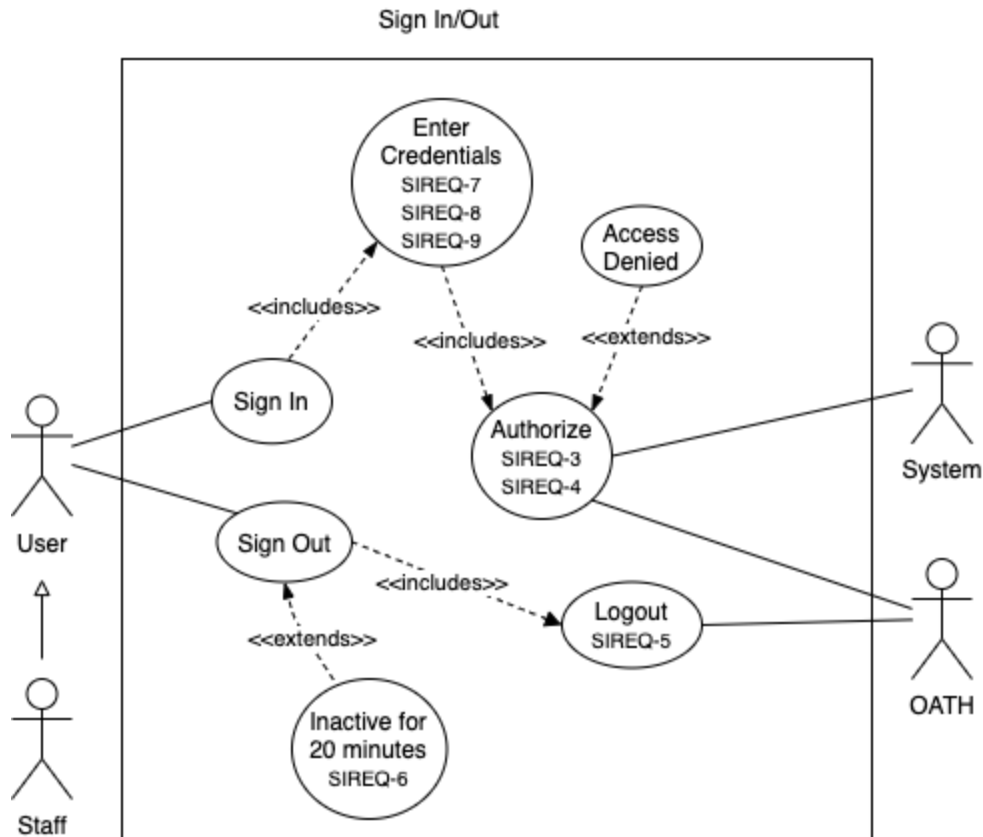 Sign In/Out
Enter
Credentials
SIREQ-7
SIREQ-8
SIREQ-9
Access
Denied
<<includes>>
<<includes>>
<<extends>>
Sign In
Authorize
SIREQ-3
SIREQ-4
System
User
Sign Out
<<includes>>
Logout
SIREQ-5
<<extends>>
OATH
Inactive for
20 minutes
SIREQ-6
Staff